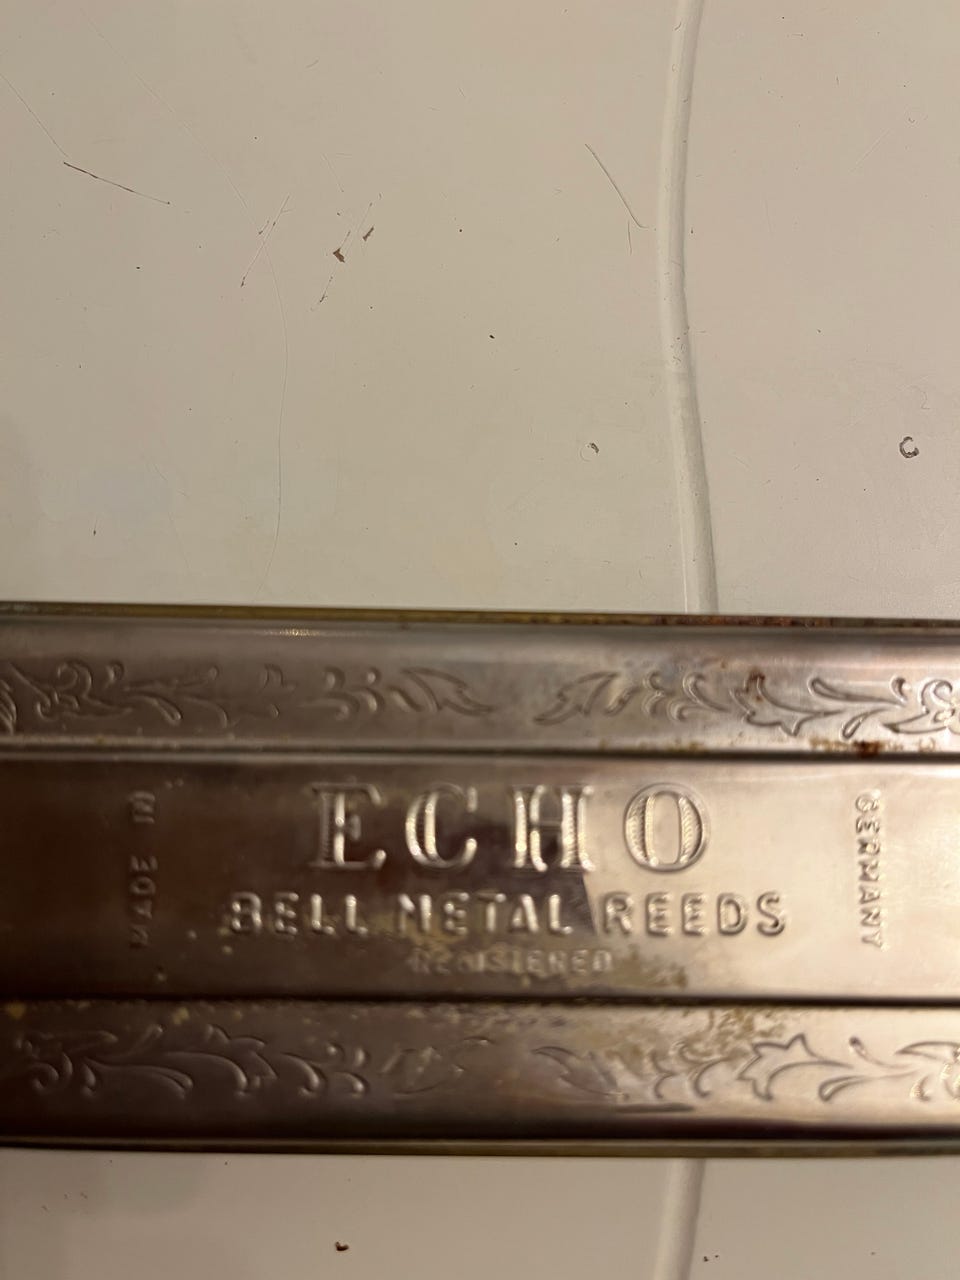 MADE IN
ECHO
BELL METAL REEDS
REGISTERED
GERMANY